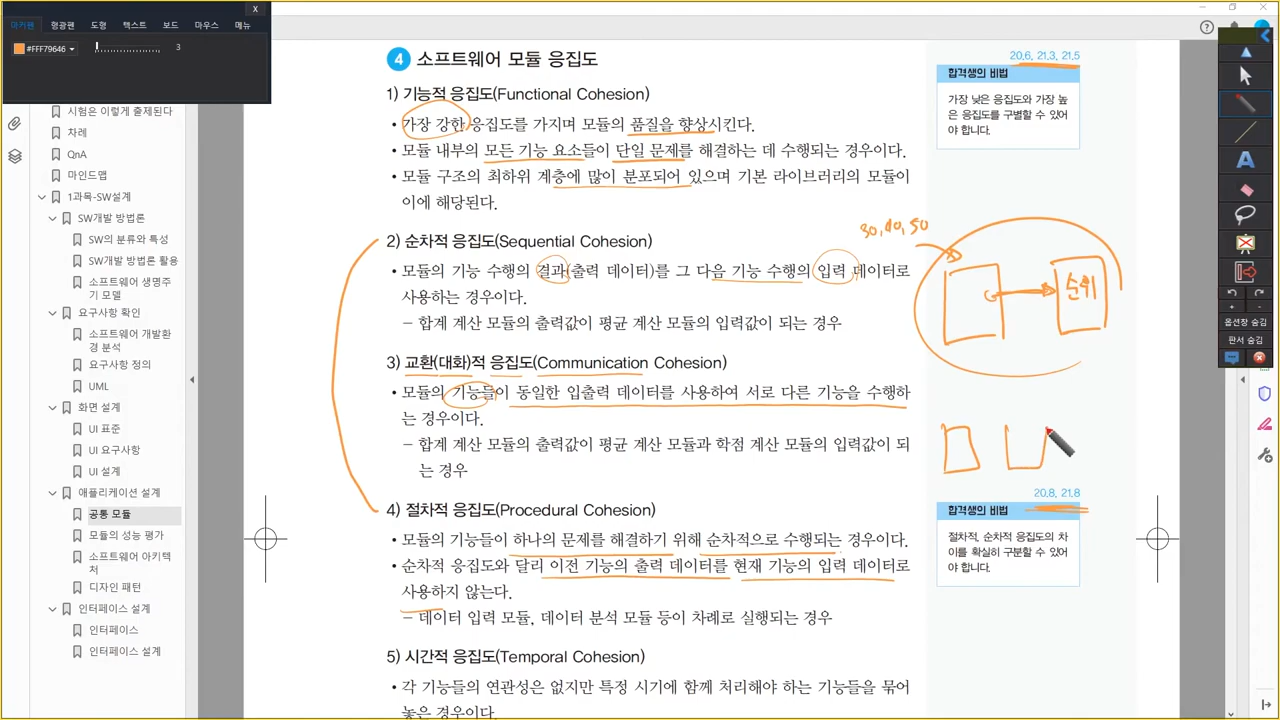 X
마커펜 형광펜 도형 텍스트 보드 마우스 메뉴
#FFF79646 3
시험은 이렇게 출제된다
차례
QnA
마인드맵
1과목-SW설계
SW개발 방법론
SW의 분류와 특성
SW개발 방법론 활용
소프트웨어 생명주
기 모델
요구사항 확인
소프트웨어 개발환
경 분석
요구사항 정의
UML
화면 설계
UI 표준
UI 요구사항
UI 설계
애플리케이션 설계
공통 모듈
모듈의 성능 평가
소프트웨어 아키텍
처
디자인 패턴
인터페이스 설계
인터페이스
인터페이스 설계
4 소프트웨어 모듈 응집도
1) 기능적 응집도(Functional Cohesion)
• 가장 강한 응집도를 가지며 모듈의 품질을 향상시킨다.
• 모듈 내부의 모든 기능 요소들이 단일 문제를 해결하는 데 수행되는 경우이다.
• 모듈 구조의 최하위 계층에 많이 분포되어 있으며 기본 라이브러리의 모듈이
이에 해당된다.
2) 순차적 응집도(Sequential Cohesion)
• 모듈의 기능 수행의 결과(출력 데이터)를 그 다음 기능 수행의 입력 데이터로
사용하는 경우이다.
– 합계 계산 모듈의 출력값이 평균 계산 모듈의 입력값이 되는 경우
3) 교환(대화)적 응집도(Communication Cohesion)
• 모듈의 기능들이 동일한 입출력 데이터를 사용하여 서로 다른 기능을 수행하
는 경우이다.
– 합계 계산 모듈의 출력값이 평균 계산 모듈과 학점 계산 모듈의 입력값이 되
는 경우
4) 절차적 응집도(Procedural Cohesion)
• 모듈의 기능들이 하나의 문제를 해결하기 위해 순차적으로 수행되는 경우이다.
• 순차적 응집도와 달리 이전 기능의 출력 데이터를 현재 기능의 입력 데이터로
사용하지 않는다.
– 데이터 입력 모듈, 데이터 분석 모듈 등이 차례로 실행되는 경우
5) 시간적 응집도(Temporal Cohesion)
• 각 기능들의 연관성은 없지만 특정 시기에 함께 처리해야 하는 기능들을 묶어
놓은 경우이다.
20.6, 21.3, 21.5
합격생의 비법
가장 낮은 응집도와 가장 높
은 응집도를 구별할 수 있어
야 합니다.
30, 40, 50
순위
20.8, 21.8
합격생의 비법
절차적, 순차적 응집도의 차
이를 확실히 구분할 수 있어
야 합니다.
옵션창 숨김
판서 숨김